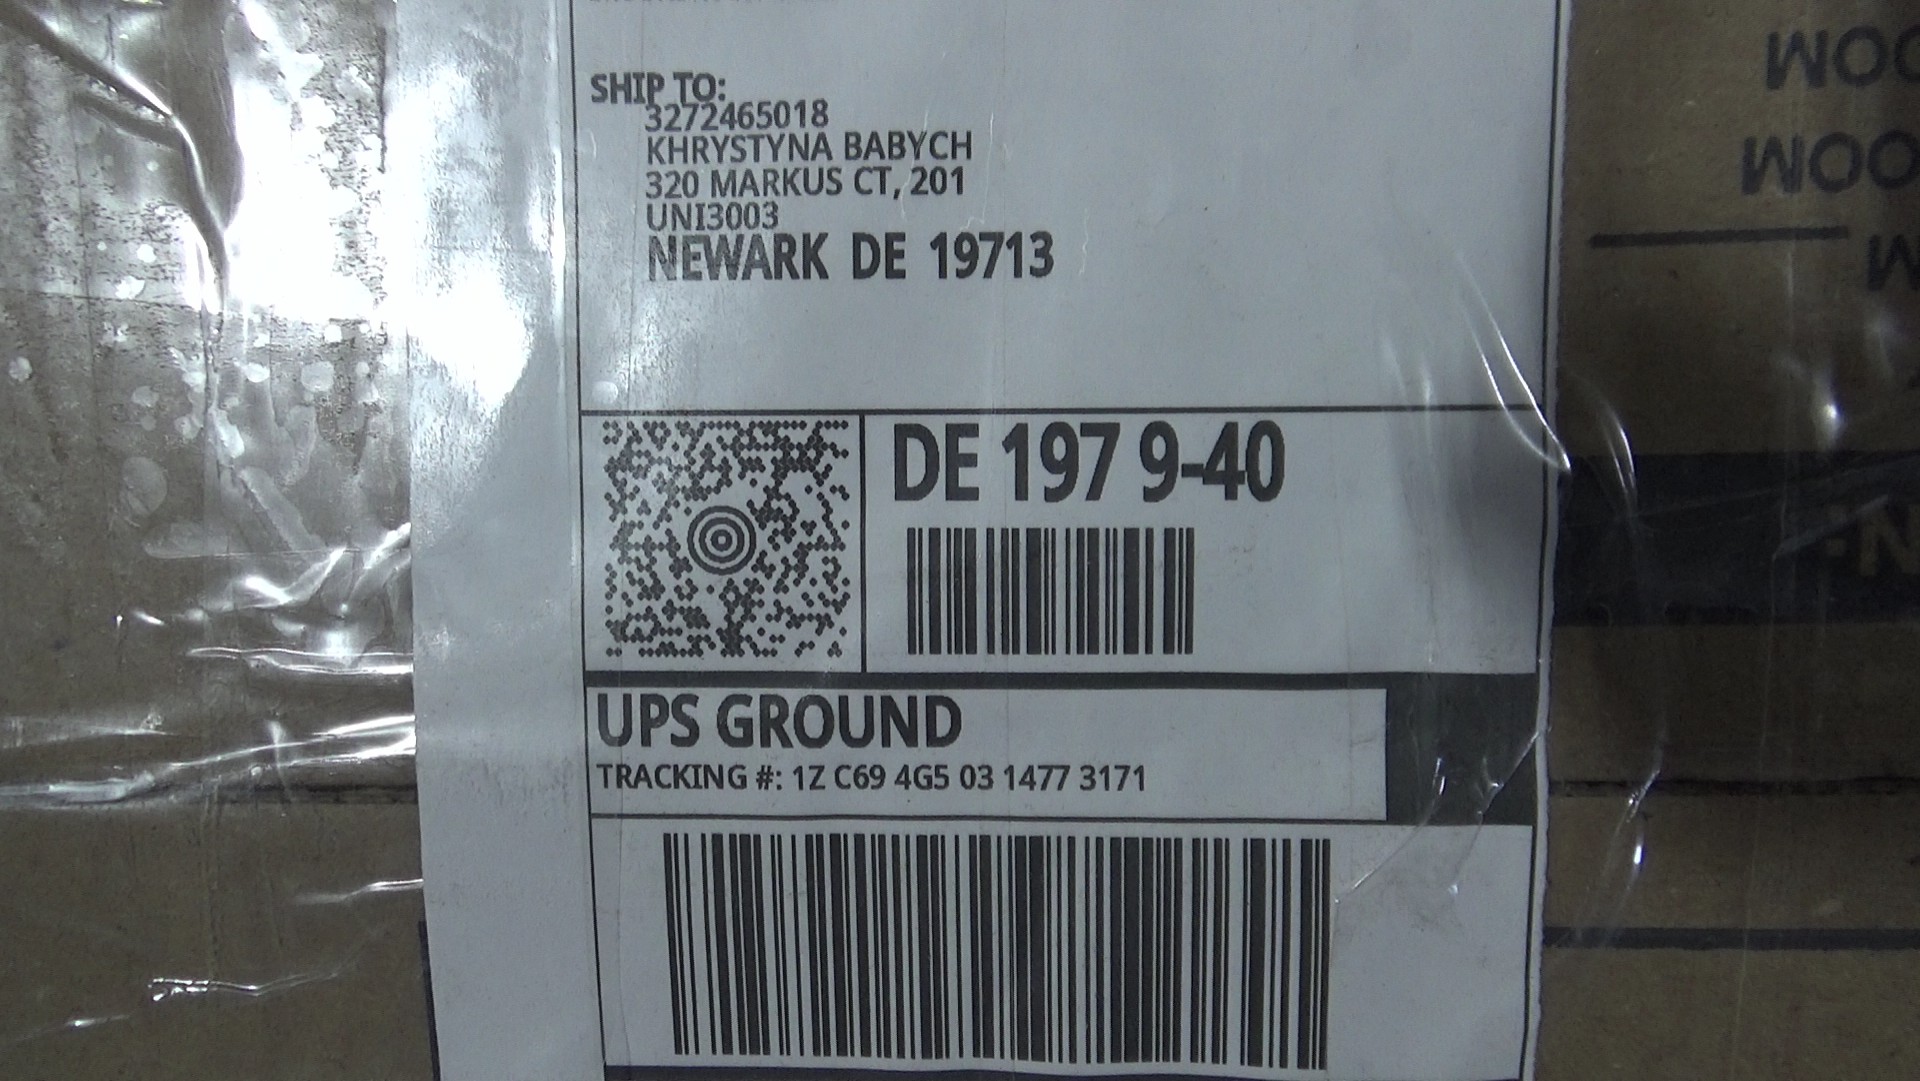 SHIP TO:
3272465018
KHRYSTYNA BABYCH
320 MARKUS CT, 201
UNI3003
NEWARK DE 19713
DE 197 9-40
UPS GROUND
TRACKING #: 1Z C69 4G5 03 1477 3171